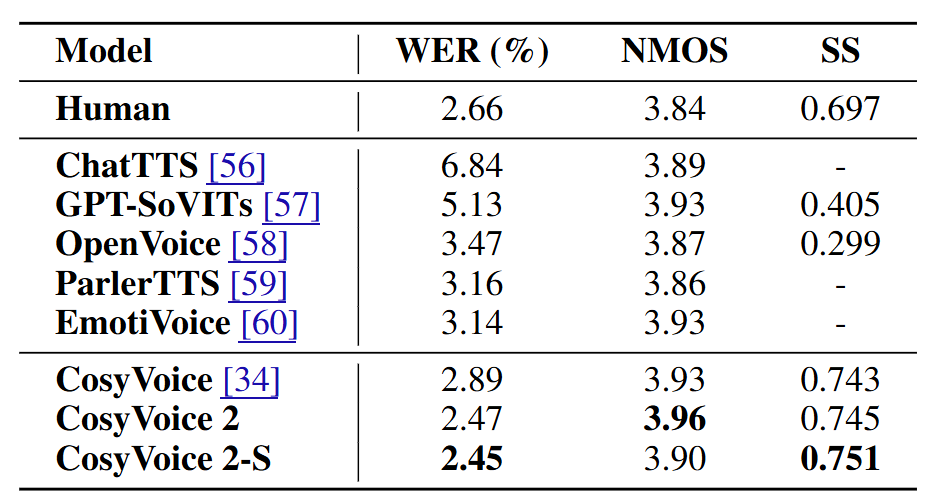 Model WER (%) NMOS SS
Human 2.66 3.84 0.697
ChatTTS [56] 6.84 3.89 -
GPT-SoVITs [57] 5.13 3.93 0.405
OpenVoice [58] 3.47 3.87 0.299
ParlerTTS [59] 3.16 3.86 -
EmotiVoice [60] 3.14 3.93 -
CosyVoice [34] 2.89 3.93 0.743
CosyVoice 2 2.47 3.96 0.745
CosyVoice 2-S 2.45 3.90 0.751